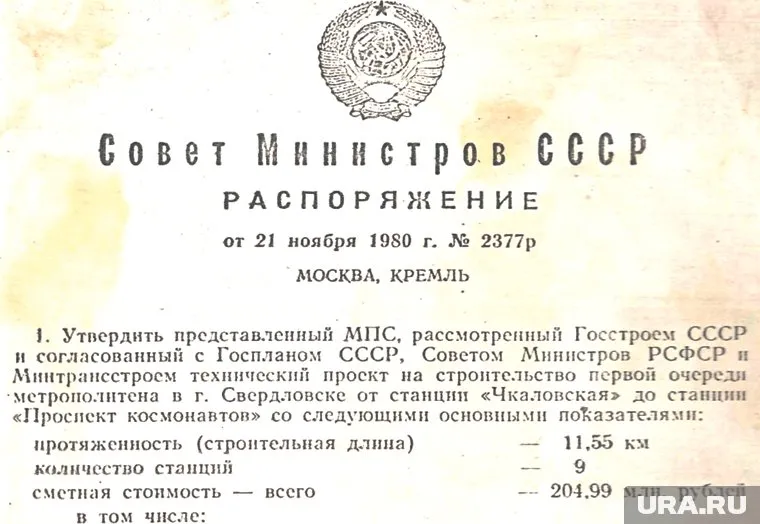 Совет Министров СССР
РАСПОРЯЖЕНИЕ
от 21 ноября 1980 г. № 2377р
МОСКВА, КРЕМЛЬ
1. Утвердить представленный МПС, рассмотренный Госстроем СССР
и согласованный с Госпланом СССР, Советом Министров РСФСР и
Минтрансстроем технический проект на строительство первой очереди
метрополитена в г. Свердловске от станции «Чкаловская» до станции
«Проспект космонавтов» со следующими основными показателями:
протяженность (строительная длина) — 11,55 км
количество станций — 9
сметная стоимость — всего — 204,99 млн. рублей
в том числе:
URA.RU